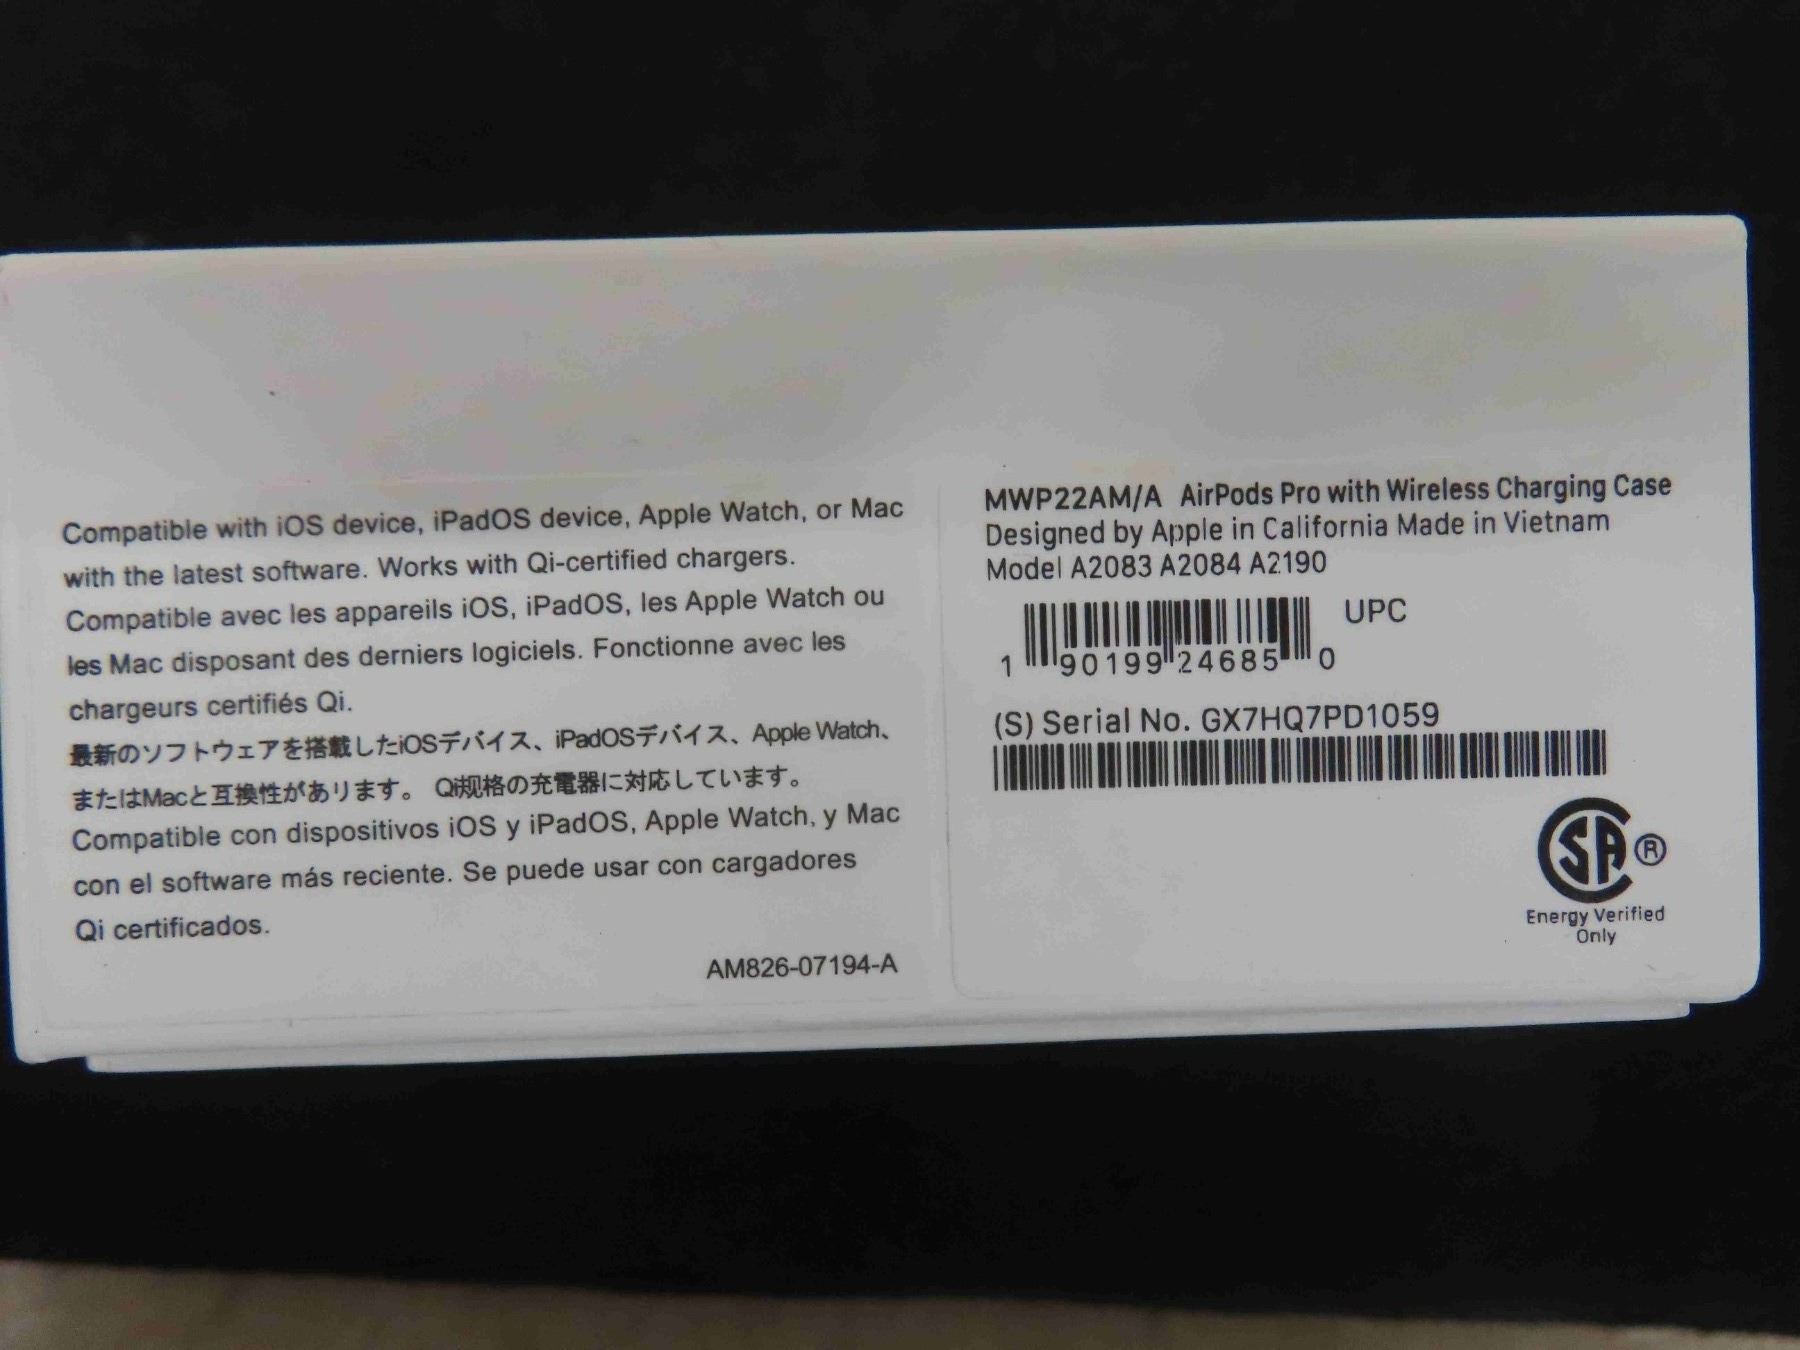 Compatible with iOS device, iPadOS device, Apple Watch, or Mac
with the latest software. Works with Qi-certified chargers.
Compatible avec les appareils iOS, iPadOS, les Apple Watch ou
les Mac disposant des derniers logiciels. Fonctionne avec les
chargeurs certifiés Qi.
最新のソフトウェアを搭載したiOSデバイス、iPadOSデバイス、Apple Watch、
またはMacと互換性があります。 Qi规格の充電器に対応しています。
Compatible con dispositivos iOS y iPadOS, Apple Watch, y Mac
con el software más reciente. Se puede usar con cargadores
Qi certificados.
AM826-07194-A
MWP22AM/A AirPods Pro with Wireless Charging Case
Designed by Apple in California Made in Vietnam
Model A2083 A2084 A2190
UPC
1 90199 24685 0
(S) Serial No. GX7HQ7PD1059
SA ®
Energy Verified
Only